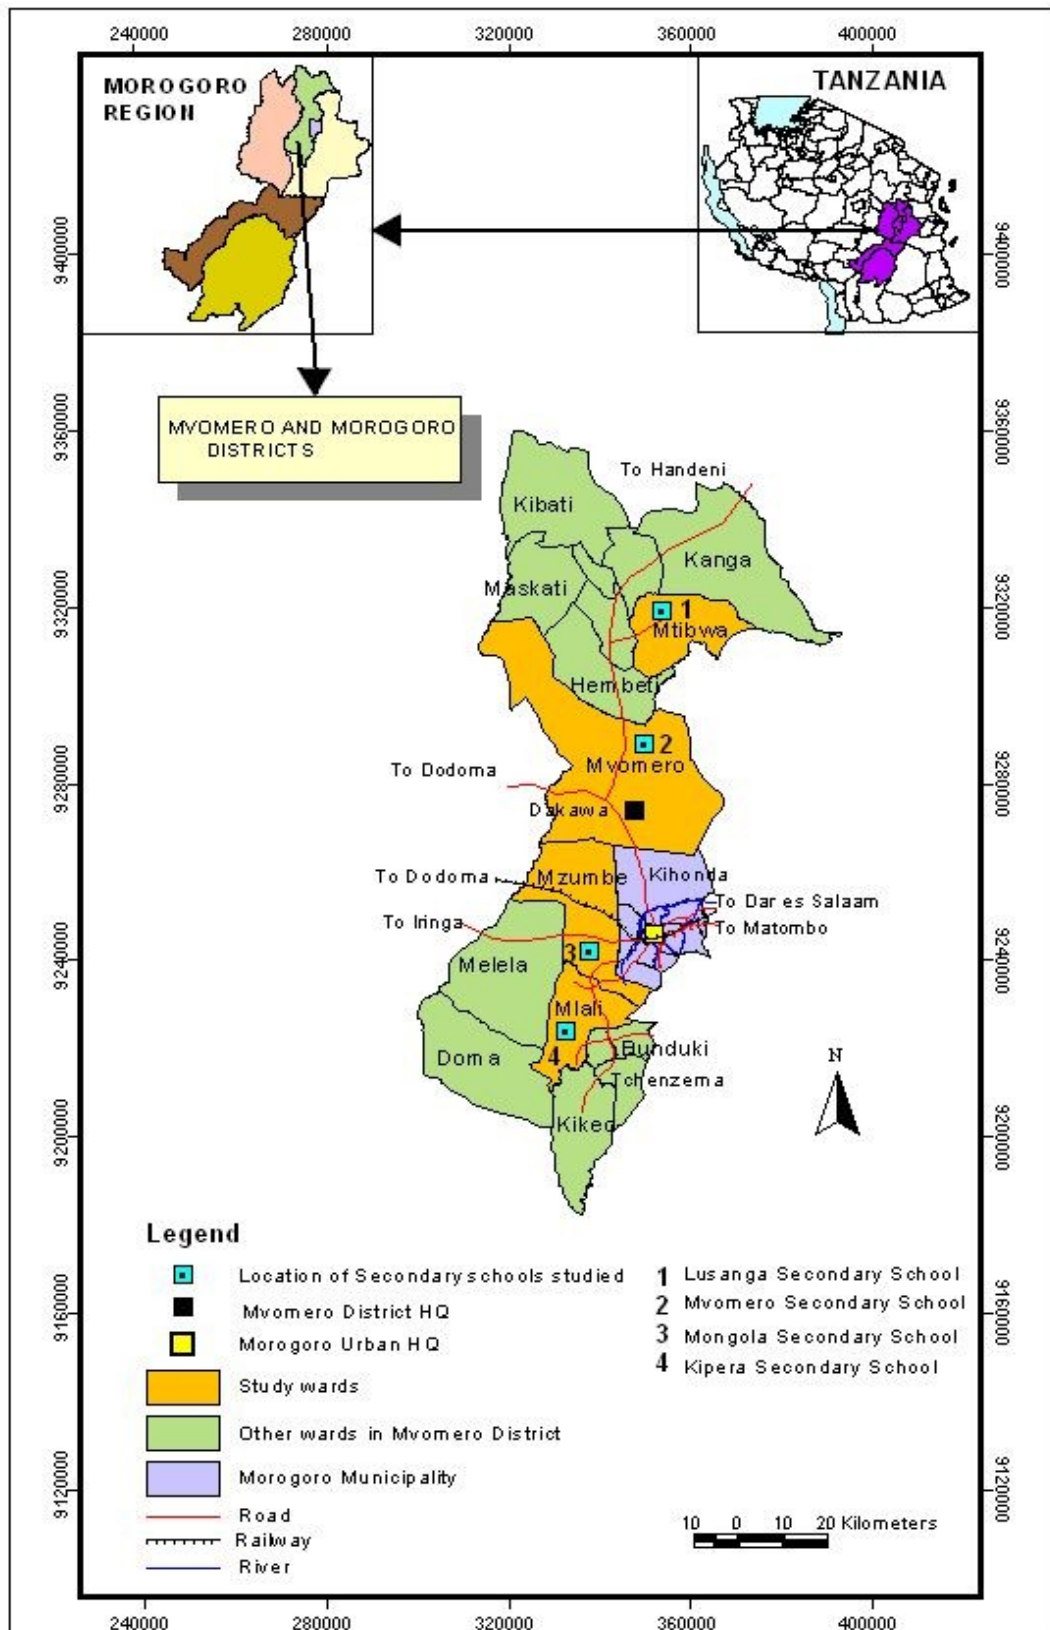 240000 280000 320000 360000 400000
MOROGORO
REGION
TANZANIA
9400000
9400000
MVOMERO AND MOROGORO
DISTRICTS
9360000
9360000
To Handeni
Kibati
Kanga
Maskati
9320000
1
9320000
Mtibwa
Hembeti
2
Mvomero
To Dodoma
9280000
9280000
Dakawa
To Dodoma
Mzumbe
Kihonda
To Dar es Salaam
To Iringa
To Matombo
9240000
3
9240000
Melela
Mlali
4
Doma
Bunduki
Tchenzema
N
Kikeo
9200000
9200000
Legend
Location of Secondary schools studied
Mvomero District HQ
Morogoro Urban HQ
Study wards
Other wards in Mvomero District
Morogoro Municipality
Road
Railway
River
1 Lusanga Secondary School
2 Mvomero Secondary School
3 Mongola Secondary School
4 Kipera Secondary School
9160000
9160000
9120000
9120000
10 0 10 20 Kilometers
240000 280000 320000 360000 400000